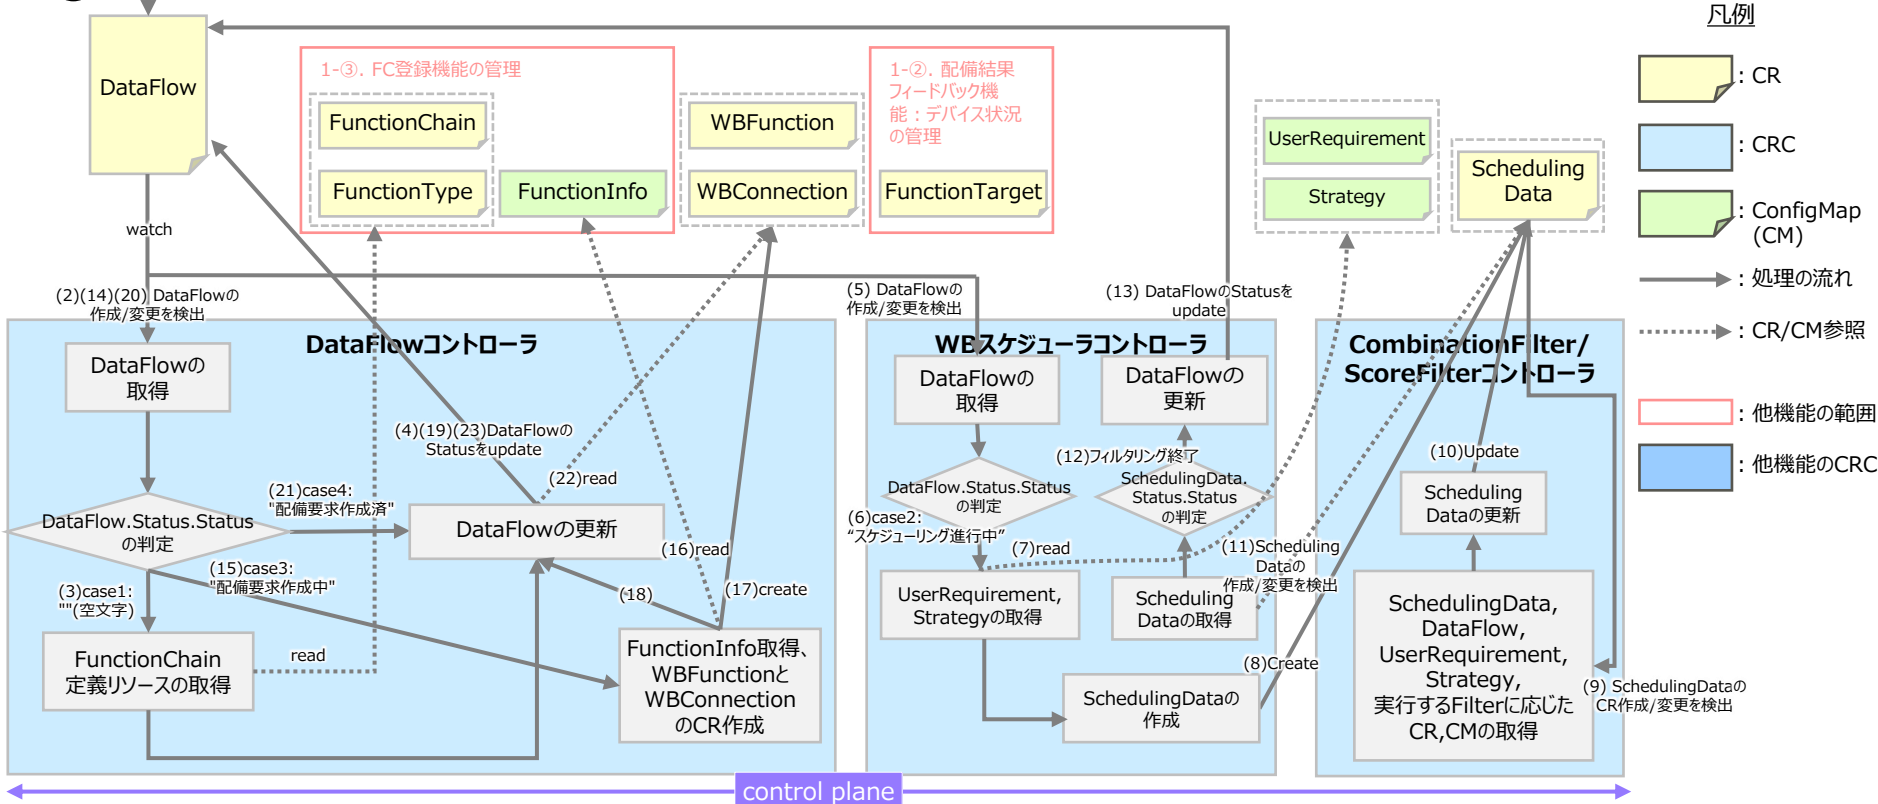 凡例
DataFlow
1-③. FC登録機能の管理
FunctionChain
FunctionType
FunctionInfo
WBFunction
WBConnection
1-②. 配備結果
フィードバック機
能：デバイス状況
の管理
FunctionTarget
UserRequirement
Strategy
Scheduling
Data
: CR
: CRC
: ConfigMap
(CM)
: 処理の流れ
: CR/CM参照
: 他機能の範囲
: 他機能のCRC
watch
(2)(14)(20) DataFlowの
作成/変更を検出
(5) DataFlowの
作成/変更を検出
(13) DataFlowのStatusを
update
DataFlowコントローラ
DataFlowの
取得
(4)(19)(23)DataFlowの
Statusをupdate
(21)case4:
"配備要求作成済"
(22)read
DataFlow.Status.Status
の判定
DataFlowの更新
(16)read
(15)case3:
"配備要求作成中"
(3)case1:
""(空文字)
(18)
(17)create
FunctionChain
定義リソースの取得
read
FunctionInfo取得、
WBFunctionと
WBConnection
のCR作成
WBスケジューラコントローラ
DataFlowの
取得
DataFlowの
更新
(12)フィルタリング終了
DataFlow.Status.Status
の判定
SchedulingData.
Status.Status
の判定
(6)case2:
“スケジューリング進行中”
(7)read
(11)Scheduling
Dataの
作成/変更を検出
UserRequirement,
Strategyの取得
Scheduling
Dataの取得
(8)Create
SchedulingDataの
作成
CombinationFilter/
ScoreFilterコントローラ
(10)Update
Scheduling
Dataの更新
SchedulingData,
DataFlow,
UserRequirement,
Strategy,
実行するFilterに応じた
CR,CMの取得
(9) SchedulingDataの
CR作成/変更を検出
control plane